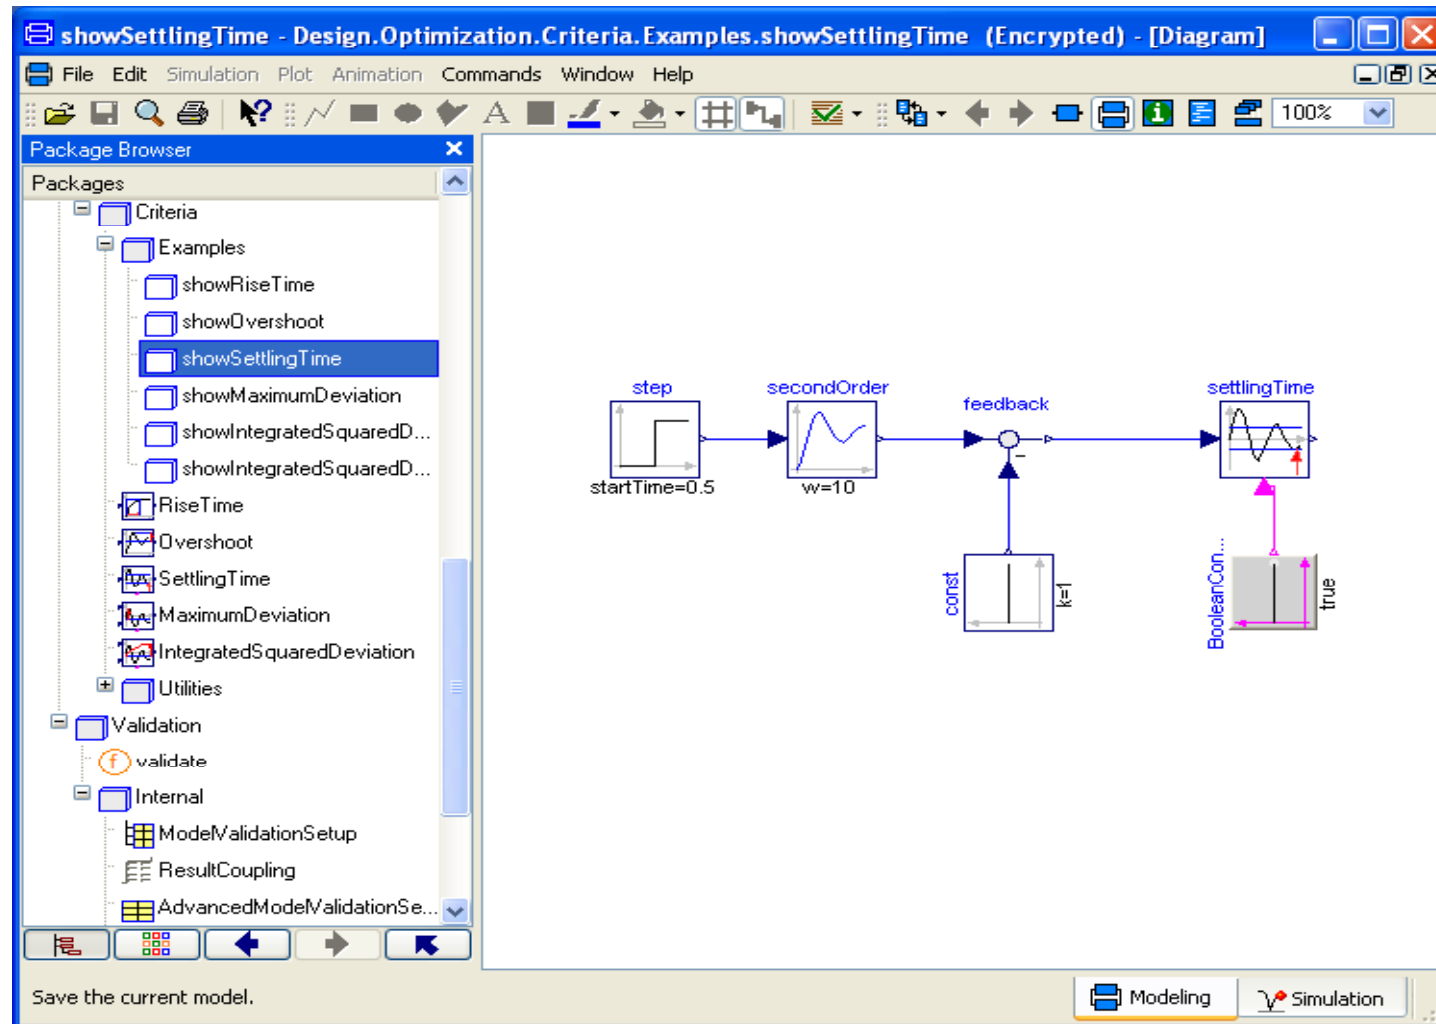 showSettlingTime - Design.Optimization.Criteria.Examples.showSettlingTime (Encrypted) - [Diagram]
File Edit Simulation Plot Animation Commands Window Help
100%
Package Browser
Packages
Criteria
Examples
showRiseTime
showOvershoot
showSettlingTime
showMaximumDeviation
showIntegratedSquaredD...
showIntegratedSquaredD...
RiseTime
Overshoot
SettlingTime
MaximumDeviation
IntegratedSquaredDeviation
Utilities
Validation
f validate
Internal
ModelValidationSetup
ResultCoupling
AdvancedModelValidationSe...
step
startTime=0.5
secondOrder
w=10
feedback
-
const
k=1
settlingTime
BooleanCon...
true
Save the current model.
Modeling
Simulation